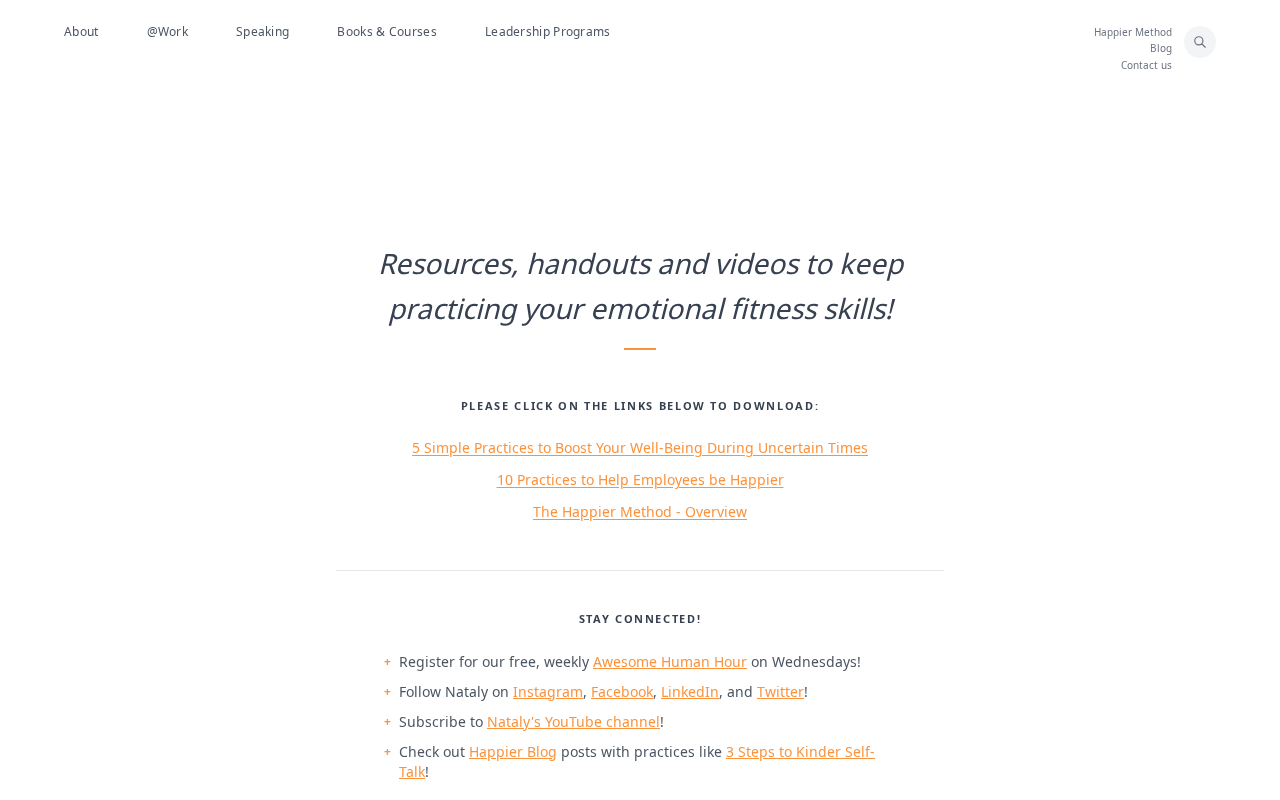 About @Work Speaking Books & Courses Leadership Programs
Happier Method
Blog
Contact us
Resources, handouts and videos to keep
practicing your emotional fitness skills!
PLEASE CLICK ON THE LINKS BELOW TO DOWNLOAD:
5 Simple Practices to Boost Your Well-Being During Uncertain Times
10 Practices to Help Employees be Happier
The Happier Method - Overview
STAY CONNECTED!
+ Register for our free, weekly Awesome Human Hour on Wednesdays!
+ Follow Nataly on Instagram, Facebook, LinkedIn, and Twitter!
+ Subscribe to Nataly's YouTube channel!
+ Check out Happier Blog posts with practices like 3 Steps to Kinder Self-
Talk!